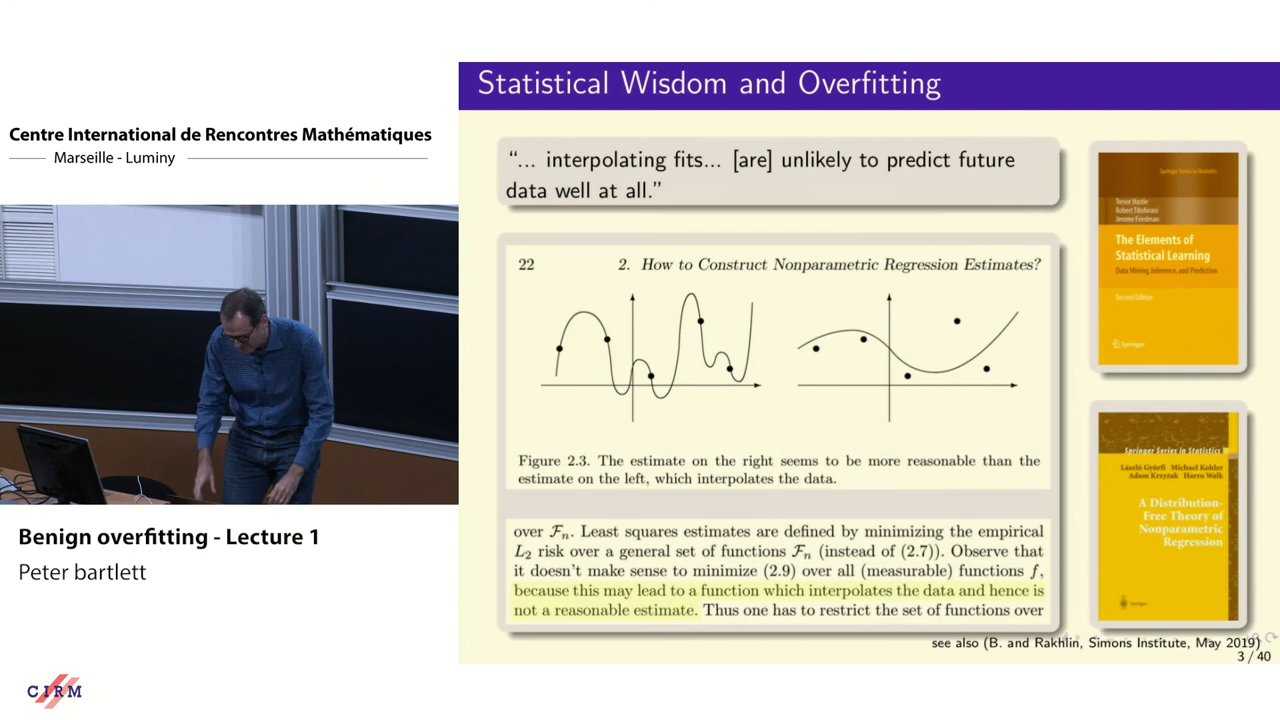 Centre International de Rencontres Mathématiques
Marseille - Luminy
Benign overfitting - Lecture 1
Peter bartlett
CIRM
Statistical Wisdom and Overfitting
“... interpolating fits... [are] unlikely to predict future
data well at all.”
22 2. How to Construct Nonparametric Regression Estimates?
Figure 2.3. The estimate on the right seems to be more reasonable than the
estimate on the left, which interpolates the data.
over 𝓕ₙ. Least squares estimates are defined by minimizing the empirical
L₂ risk over a general set of functions 𝓕ₙ (instead of (2.7)). Observe that
it doesn't make sense to minimize (2.9) over all (measurable) functions f,
because this may lead to a function which interpolates the data and hence is
not a reasonable estimate. Thus one has to restrict the set of functions over
Springer Series in Statistics
Trevor Hastie
Robert Tibshirani
Jerome Friedman
The Elements of
Statistical Learning
Data Mining, Inference, and Prediction
Second Edition
Springer
Springer Series in Statistics
László Györfi Michael Kohler
Adam Krzyżak Harro Walk
A Distribution-
Free Theory of
Nonparametric
Regression
Springer
see also (B. and Rakhlin, Simons Institute, May 2019)
3 / 40